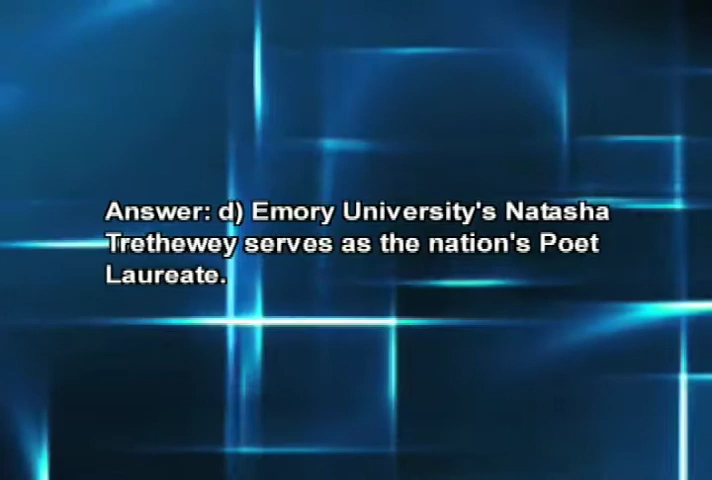 Answer: d) Emory University's Natasha
Trethewey serves as the nation's Poet
Laureate.